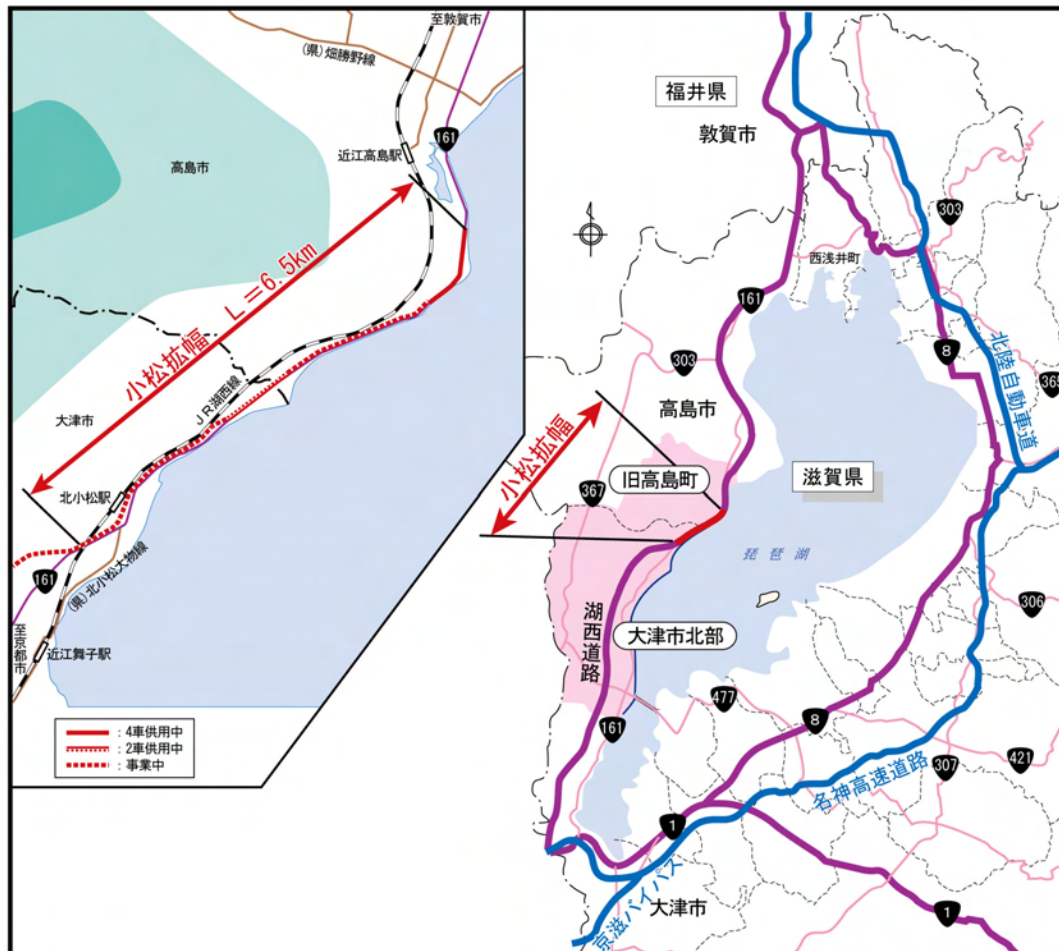 至敦賀市
(県)畑勝野線
161
近江高島駅
高島市
小松拡幅 L=6.5km
大津市
JR湖西線
北小松駅
161
(県)北小松大物線
至京都市
近江舞子駅
:4車供用中
:2車供用中
:事業中
福井県
敦賀市
303
西浅井町
161
8
北陸自動車道
365
303
高島市
小松拡幅
旧高島町
滋賀県
367
琵琶湖
306
湖西道路
大津市北部
477
161
8
421
307
名神高速道路
1
京滋バイパス
大津市
1